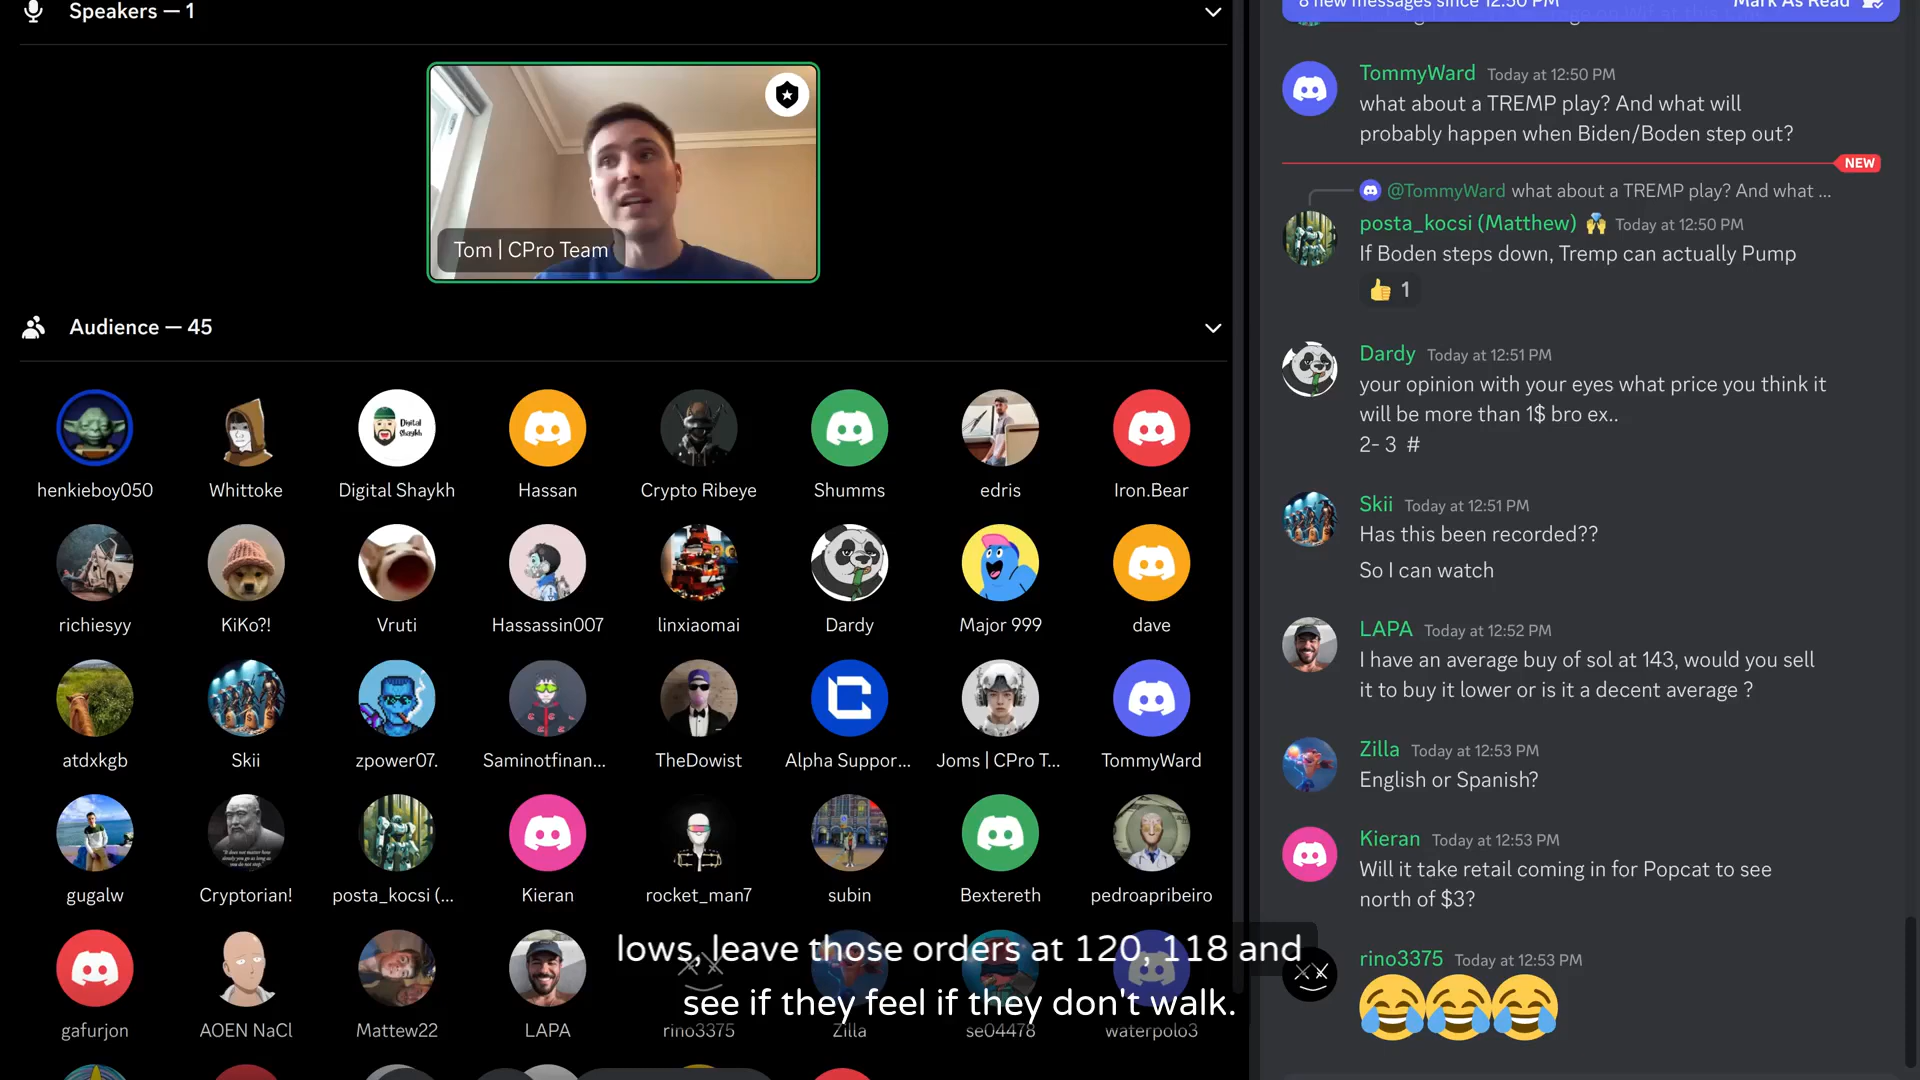 Speakers — 1
Tom | CPro Team
Audience — 45
henkieboy050
Whittoke
Digital Shaykh
Hassan
Crypto Ribeye
Shumms
edris
Iron.Bear
richiesyy
KiKo?!
Vruti
Hassassin007
linxiaomai
Dardy
Major 999
dave
atdxkgb
Skii
zpower07.
Saminotfinan...
TheDowist
Alpha Suppor...
Joms | CPro T...
TommyWard
gugalw
Cryptorian!
posta_kocsi (...
Kieran
rocket_man7
subin
Bextereth
pedroapribeiro
gafurjon
AOEN NaCl
Mattew22
LAPA
rino3375
Zilla
se04478
waterpolo3
lows, leave those orders at 120, 118 and
see if they feel if they don't walk.
8 new messages since 12:50 PM
Mark As Read
TommyWard Today at 12:50 PM
what about a TREMP play? And what will
probably happen when Biden/Boden step out?
NEW
@TommyWard what about a TREMP play? And what ...
posta_kocsi (Matthew) Today at 12:50 PM
If Boden steps down, Tremp can actually Pump
👍 1
Dardy Today at 12:51 PM
your opinion with your eyes what price you think it
will be more than 1$ bro ex..
2- 3 #
Skii Today at 12:51 PM
Has this been recorded??
So I can watch
LAPA Today at 12:52 PM
I have an average buy of sol at 143, would you sell
it to buy it lower or is it a decent average ?
Zilla Today at 12:53 PM
English or Spanish?
Kieran Today at 12:53 PM
Will it take retail coming in for Popcat to see
north of $3?
rino3375 Today at 12:53 PM
😂😂😂